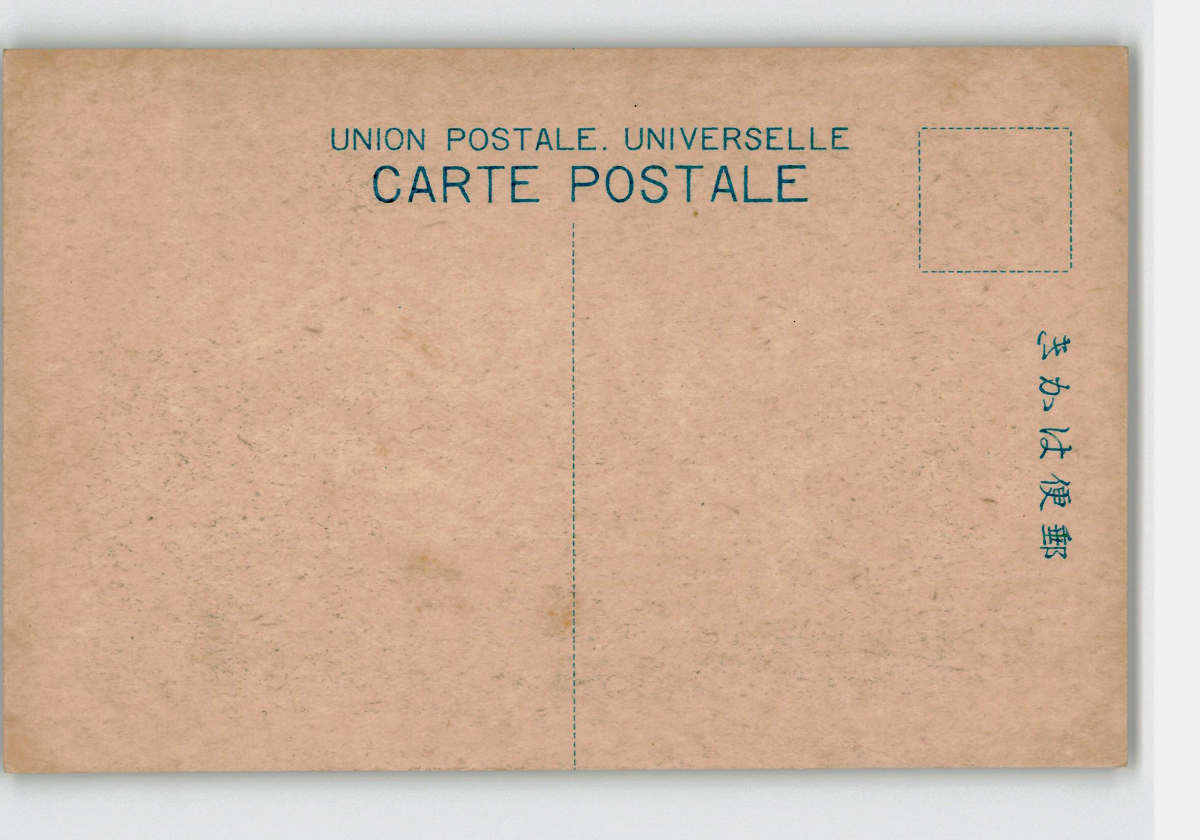 UNION POSTALE. UNIVERSELLE
CARTE POSTALE
郵便はかき